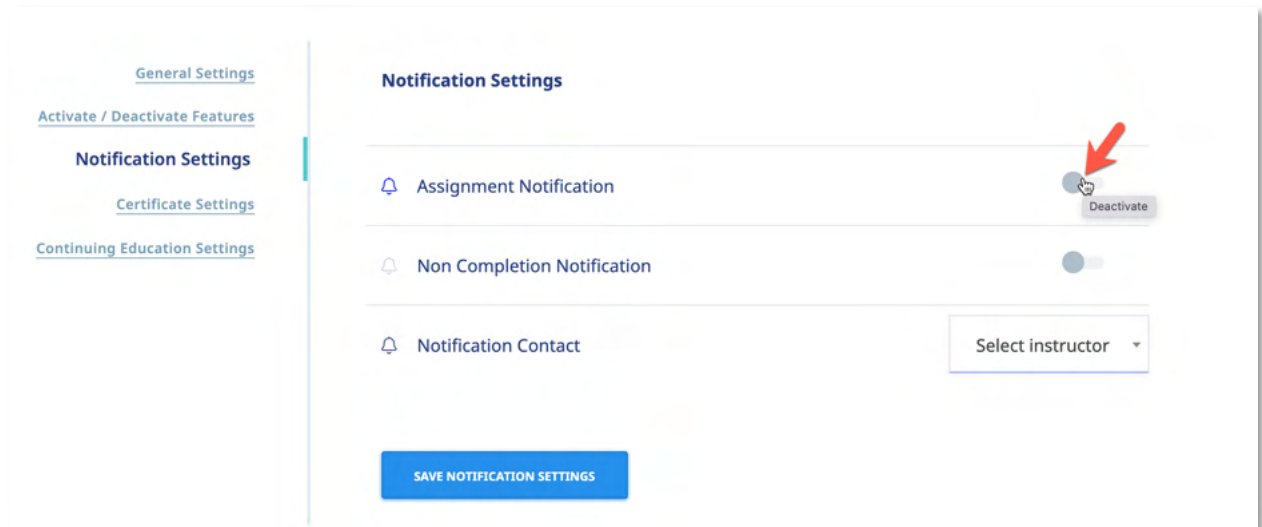 General Settings
Activate / Deactivate Features
Notification Settings
Certificate Settings
Continuing Education Settings
Notification Settings
Assignment Notification
Deactivate
Non Completion Notification
Notification Contact
Select instructor
SAVE NOTIFICATION SETTINGS